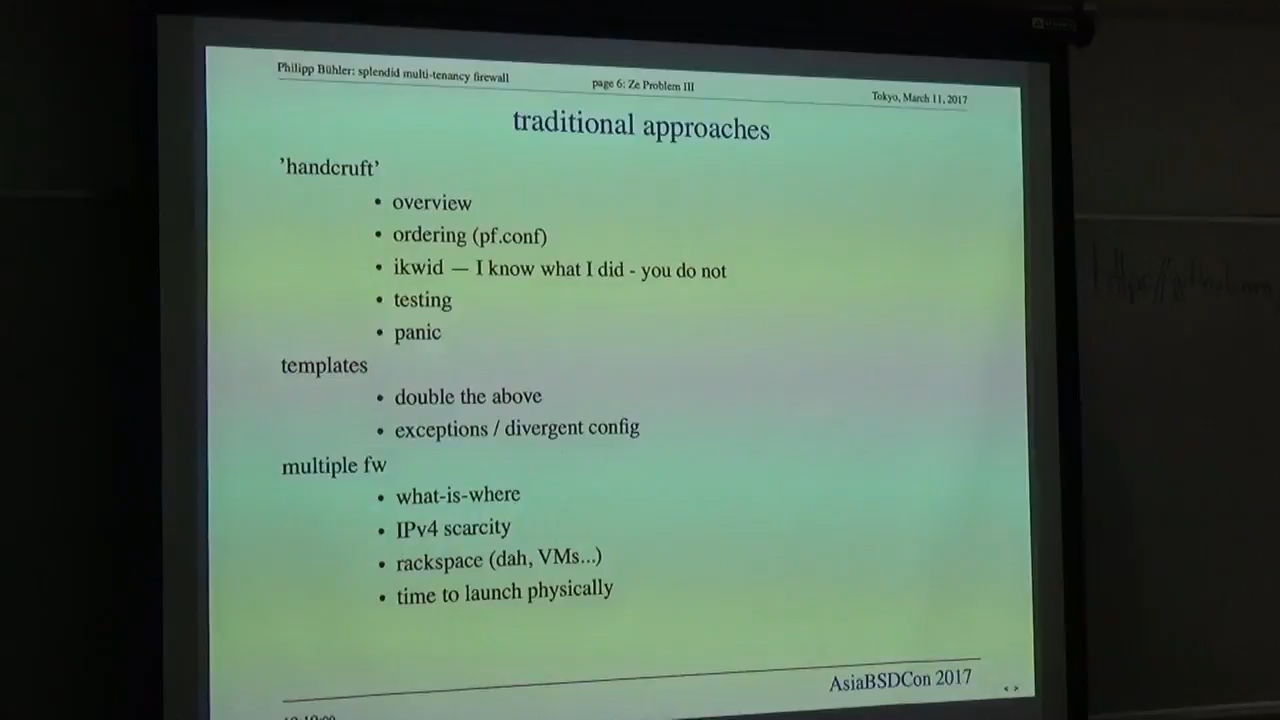 Philipp Bühler: splendid multi-tenancy firewall
page 6: Ze Problem III
Tokyo, March 11, 2017
traditional approaches
’handcruft’
• overview
• ordering (pf.conf)
• ikwid — I know what I did - you do not
• testing
• panic
templates
• double the above
• exceptions / divergent config
multiple fw
• what-is-where
• IPv4 scarcity
• rackspace (dah, VMs...)
• time to launch physically
AsiaBSDCon 2017
< >